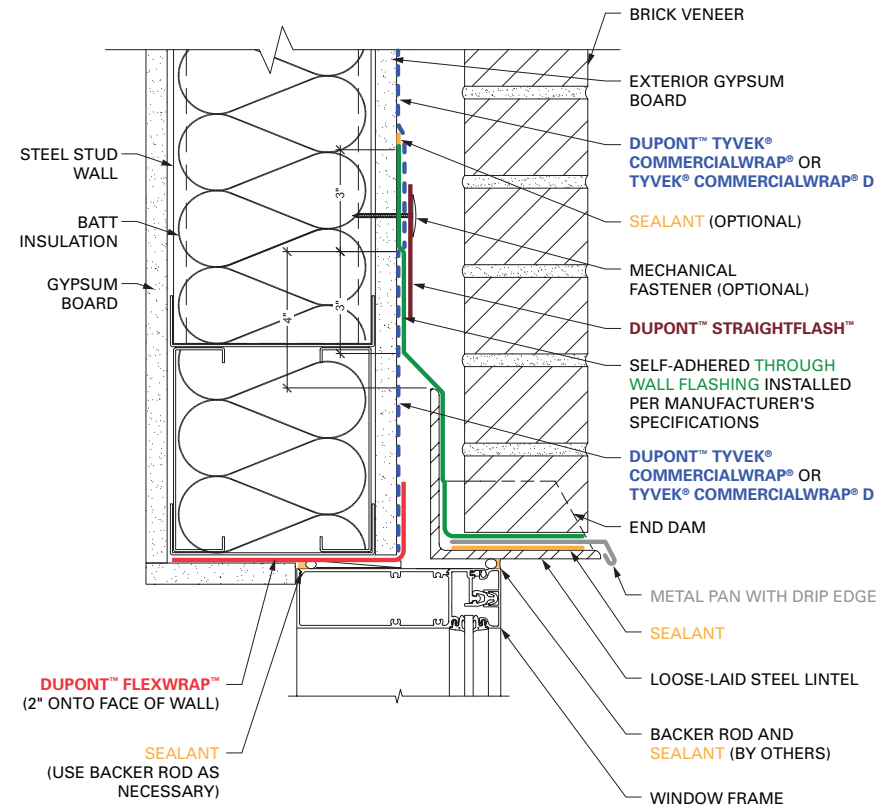 BRICK VENEER
EXTERIOR GYPSUM
BOARD
DUPONT™ TYVEK®
COMMERCIALWRAP® OR
TYVEK® COMMERCIALWRAP® D
SEALANT (OPTIONAL)
MECHANICAL
FASTENER (OPTIONAL)
DUPONT™ STRAIGHTFLASH™
SELF-ADHERED THROUGH
WALL FLASHING INSTALLED
PER MANUFACTURER'S
SPECIFICATIONS
DUPONT™ TYVEK®
COMMERCIALWRAP® OR
TYVEK® COMMERCIALWRAP® D
END DAM
METAL PAN WITH DRIP EDGE
SEALANT
LOOSE-LAID STEEL LINTEL
BACKER ROD AND
SEALANT (BY OTHERS)
WINDOW FRAME
STEEL STUD
WALL
BATT
INSULATION
GYPSUM
BOARD
3"
3"
4"
DUPONT™ FLEXWRAP™
(2" ONTO FACE OF WALL)
SEALANT
(USE BACKER ROD AS
NECESSARY)